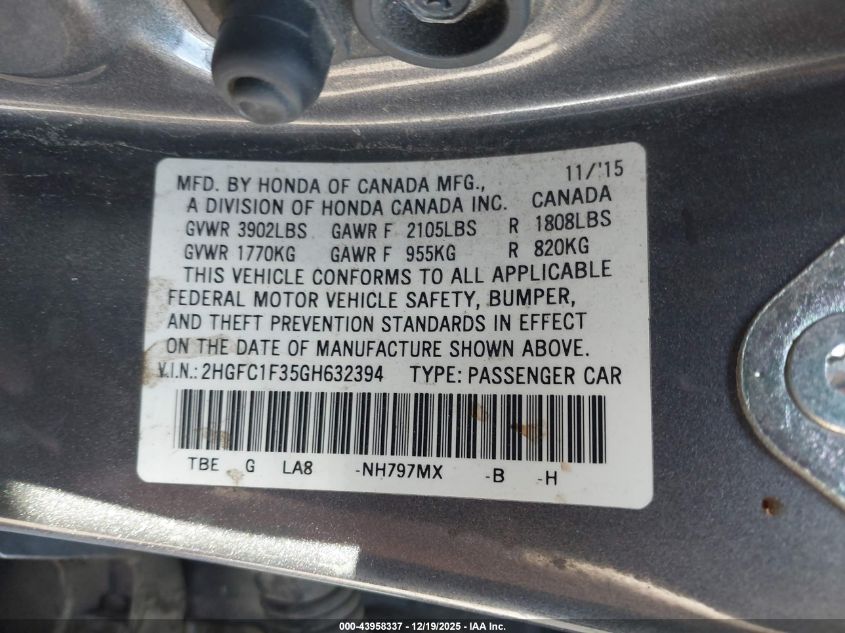 11/'15
MFD. BY HONDA OF CANADA MFG.,
A DIVISION OF HONDA CANADA INC. CANADA
GVWR 3902LBS GAWR F 2105LBS R 1808LBS
GVWR 1770KG GAWR F 955KG R 820KG
THIS VEHICLE CONFORMS TO ALL APPLICABLE
FEDERAL MOTOR VEHICLE SAFETY, BUMPER,
AND THEFT PREVENTION STANDARDS IN EFFECT
ON THE DATE OF MANUFACTURE SHOWN ABOVE.
V.I.N.: 2HGFC1F35GH632394 TYPE: PASSENGER CAR
TBE G LA8 -NH797MX -B -H
000-43958337 - 12/19/2025 - IAA Inc.